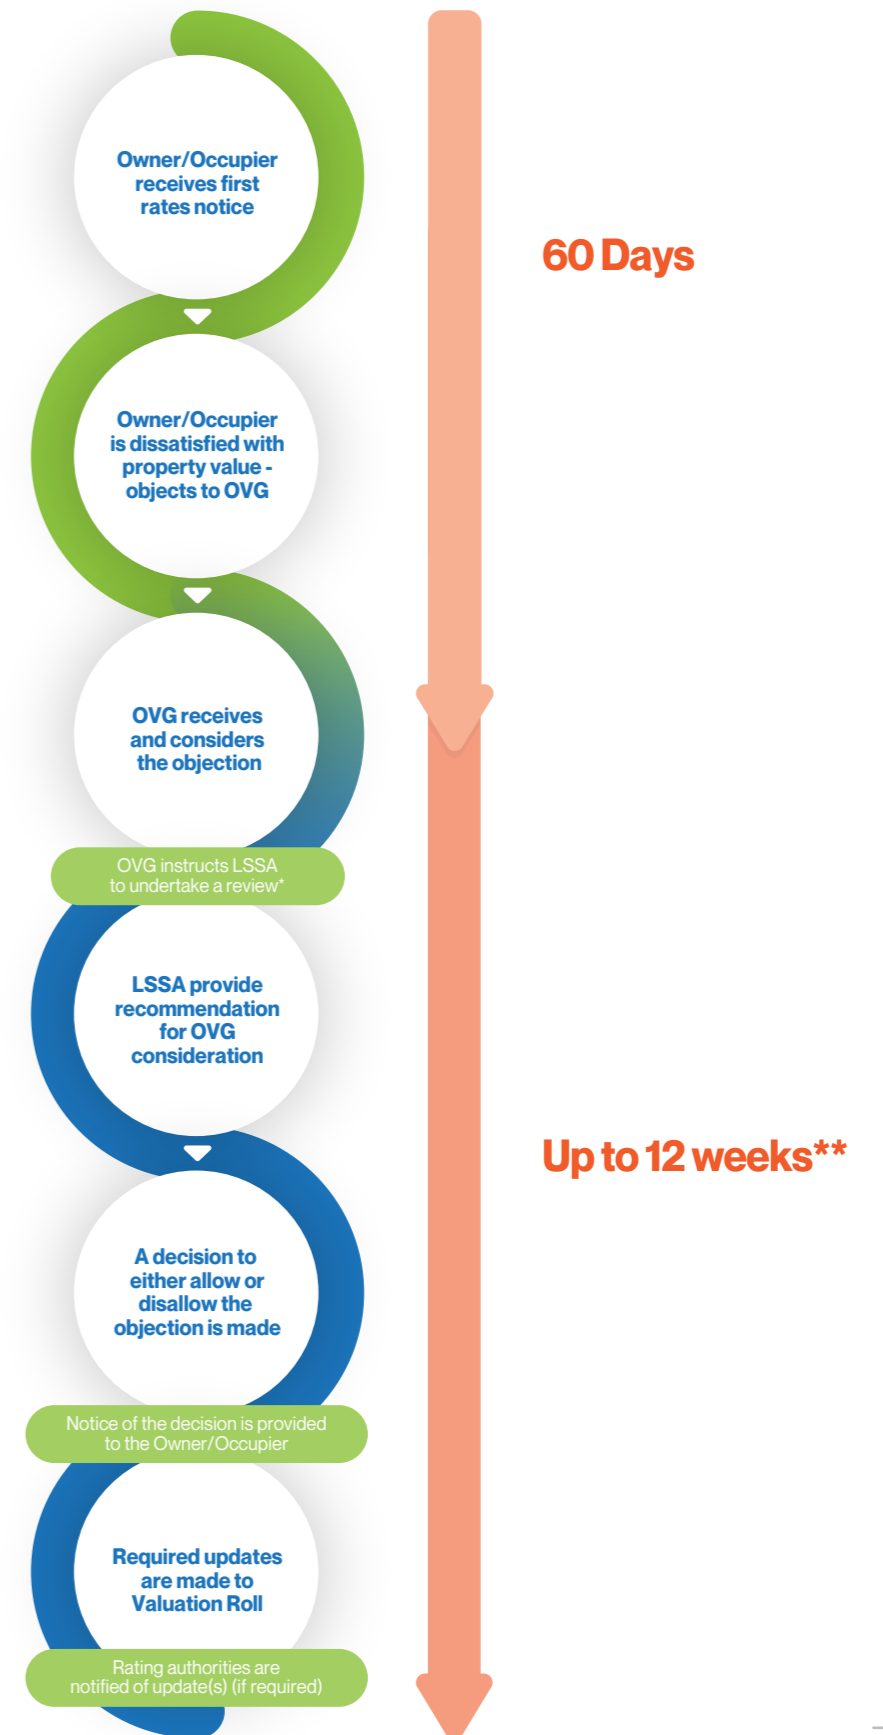 Owner/Occupier
receives first
rates notice
60 Days
Owner/Occupier
is dissatisfied with
property value -
objects to OVG
OVG receives
and considers
the objection
OVG instructs LSSA
to undertake a review*
LSSA provide
recommendation
for OVG
consideration
Up to 12 weeks**
A decision to
either allow or
disallow the
objection is made
Notice of the decision is provided
to the Owner/Occupier
Required updates
are made to
Valuation Roll
Rating authorities are
notified of update(s) (if required)